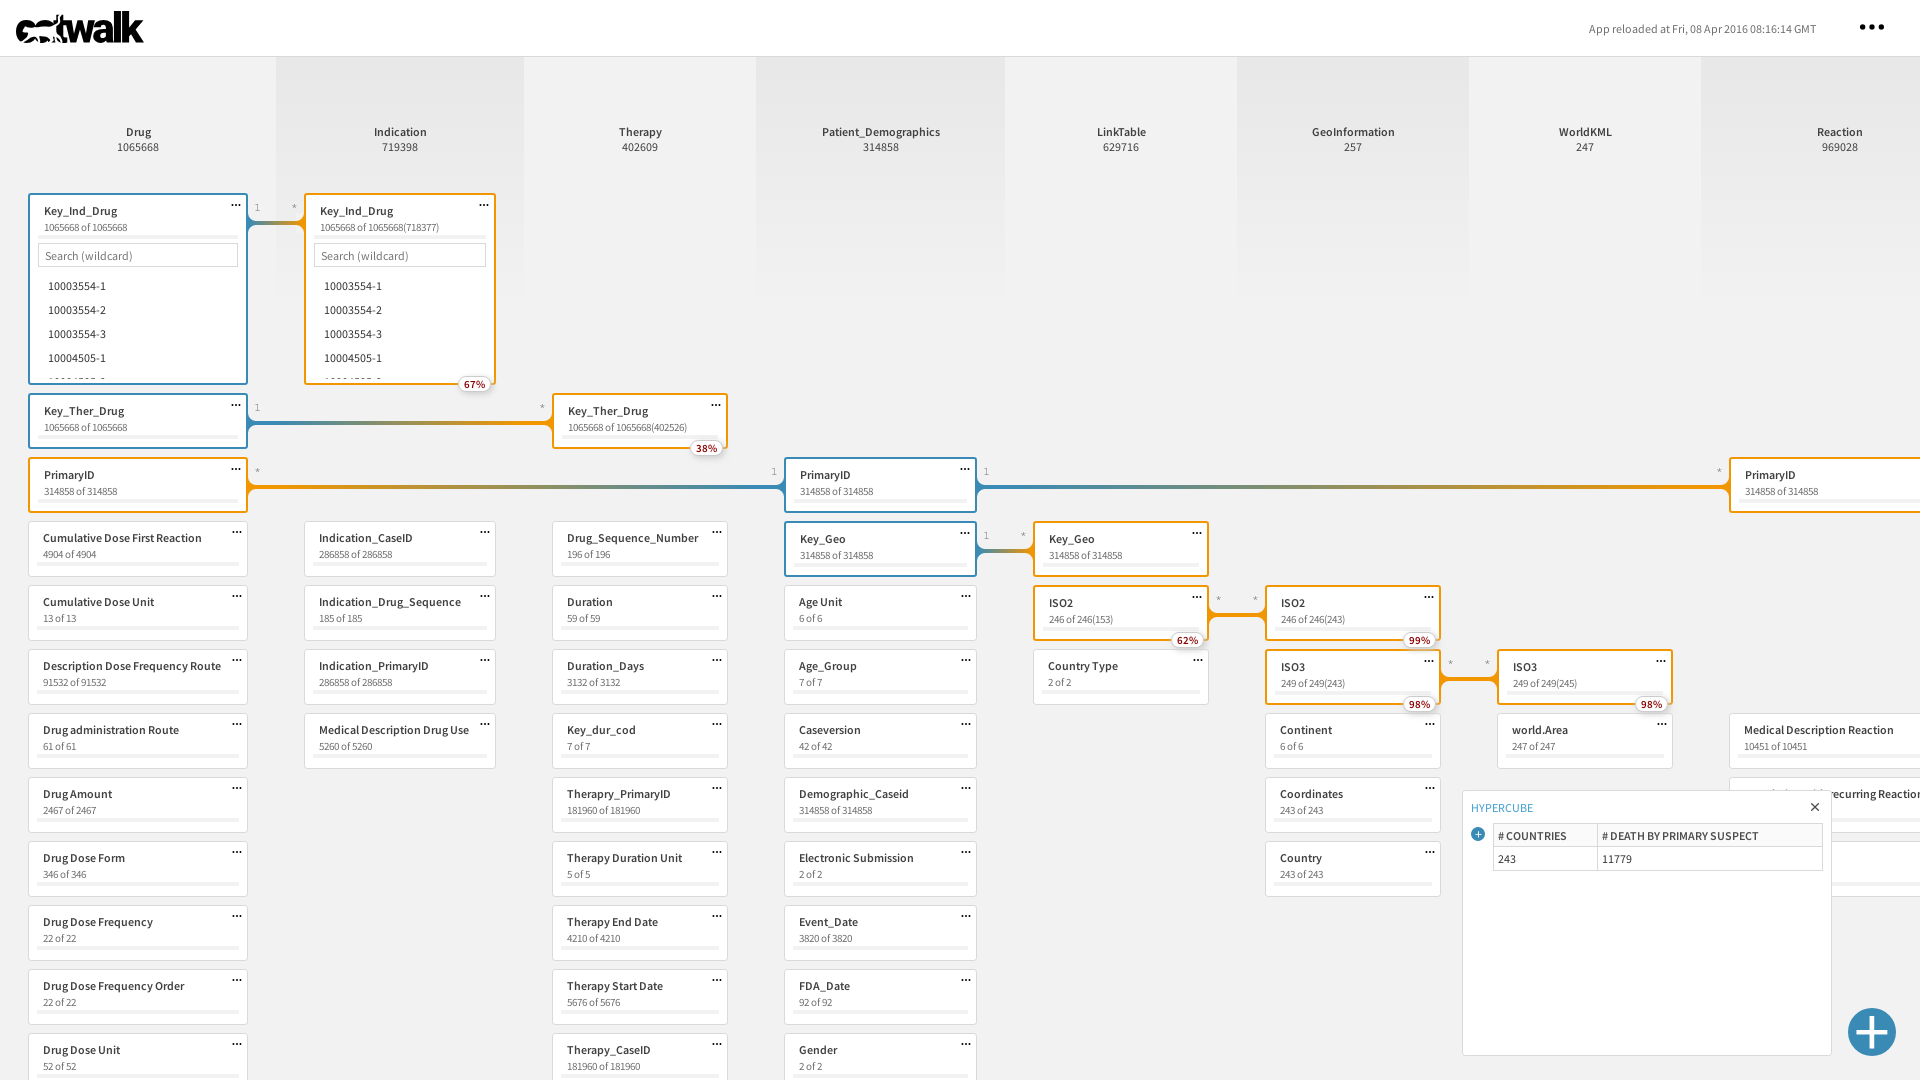 catwalk
App reloaded at Fri, 08 Apr 2016 08:16:14 GMT
Drug
1065668
Indication
719398
Therapy
402609
Patient_Demographics
314858
LinkTable
629716
GeoInformation
257
WorldKML
247
Reaction
969028
Key_Ind_Drug
1065668 of 1065668
Search (wildcard)
10003554-1
10003554-2
10003554-3
10004505-1
1
*
Key_Ind_Drug
1065668 of 1065668(718377)
Search (wildcard)
10003554-1
10003554-2
10003554-3
10004505-1
67%
Key_Ther_Drug
1065668 of 1065668
1
*
Key_Ther_Drug
1065668 of 1065668(402526)
38%
PrimaryID
314858 of 314858
*
1
PrimaryID
314858 of 314858
1
*
PrimaryID
314858 of 314858
Cumulative Dose First Reaction
4904 of 4904
Indication_CaseID
286858 of 286858
Drug_Sequence_Number
196 of 196
Key_Geo
314858 of 314858
1
*
Key_Geo
314858 of 314858
Cumulative Dose Unit
13 of 13
Indication_Drug_Sequence
185 of 185
Duration
59 of 59
Age Unit
6 of 6
ISO2
246 of 246(153)
62%
*
*
ISO2
246 of 246(243)
99%
Description Dose Frequency Route
91532 of 91532
Indication_PrimaryID
286858 of 286858
Duration_Days
3132 of 3132
Age_Group
7 of 7
Country Type
2 of 2
ISO3
249 of 249(243)
98%
*
*
ISO3
249 of 249(245)
98%
Drug administration Route
61 of 61
Medical Description Drug Use
5260 of 5260
Key_dur_cod
7 of 7
Caseversion
42 of 42
Continent
6 of 6
world.Area
247 of 247
Medical Description Reaction
10451 of 10451
Drug Amount
2467 of 2467
Therapry_PrimaryID
181960 of 181960
Demographic_Caseid
314858 of 314858
Coordinates
243 of 243
ecurring Reaction
Drug Dose Form
346 of 346
Therapy Duration Unit
5 of 5
Electronic Submission
2 of 2
Country
243 of 243
Drug Dose Frequency
22 of 22
Therapy End Date
4210 of 4210
Event_Date
3820 of 3820
Drug Dose Frequency Order
22 of 22
Therapy Start Date
5676 of 5676
FDA_Date
92 of 92
Drug Dose Unit
52 of 52
Therapy_CaseID
181960 of 181960
Gender
2 of 2
HYPERCUBE
# COUNTRIES
# DEATH BY PRIMARY SUSPECT
243
11779